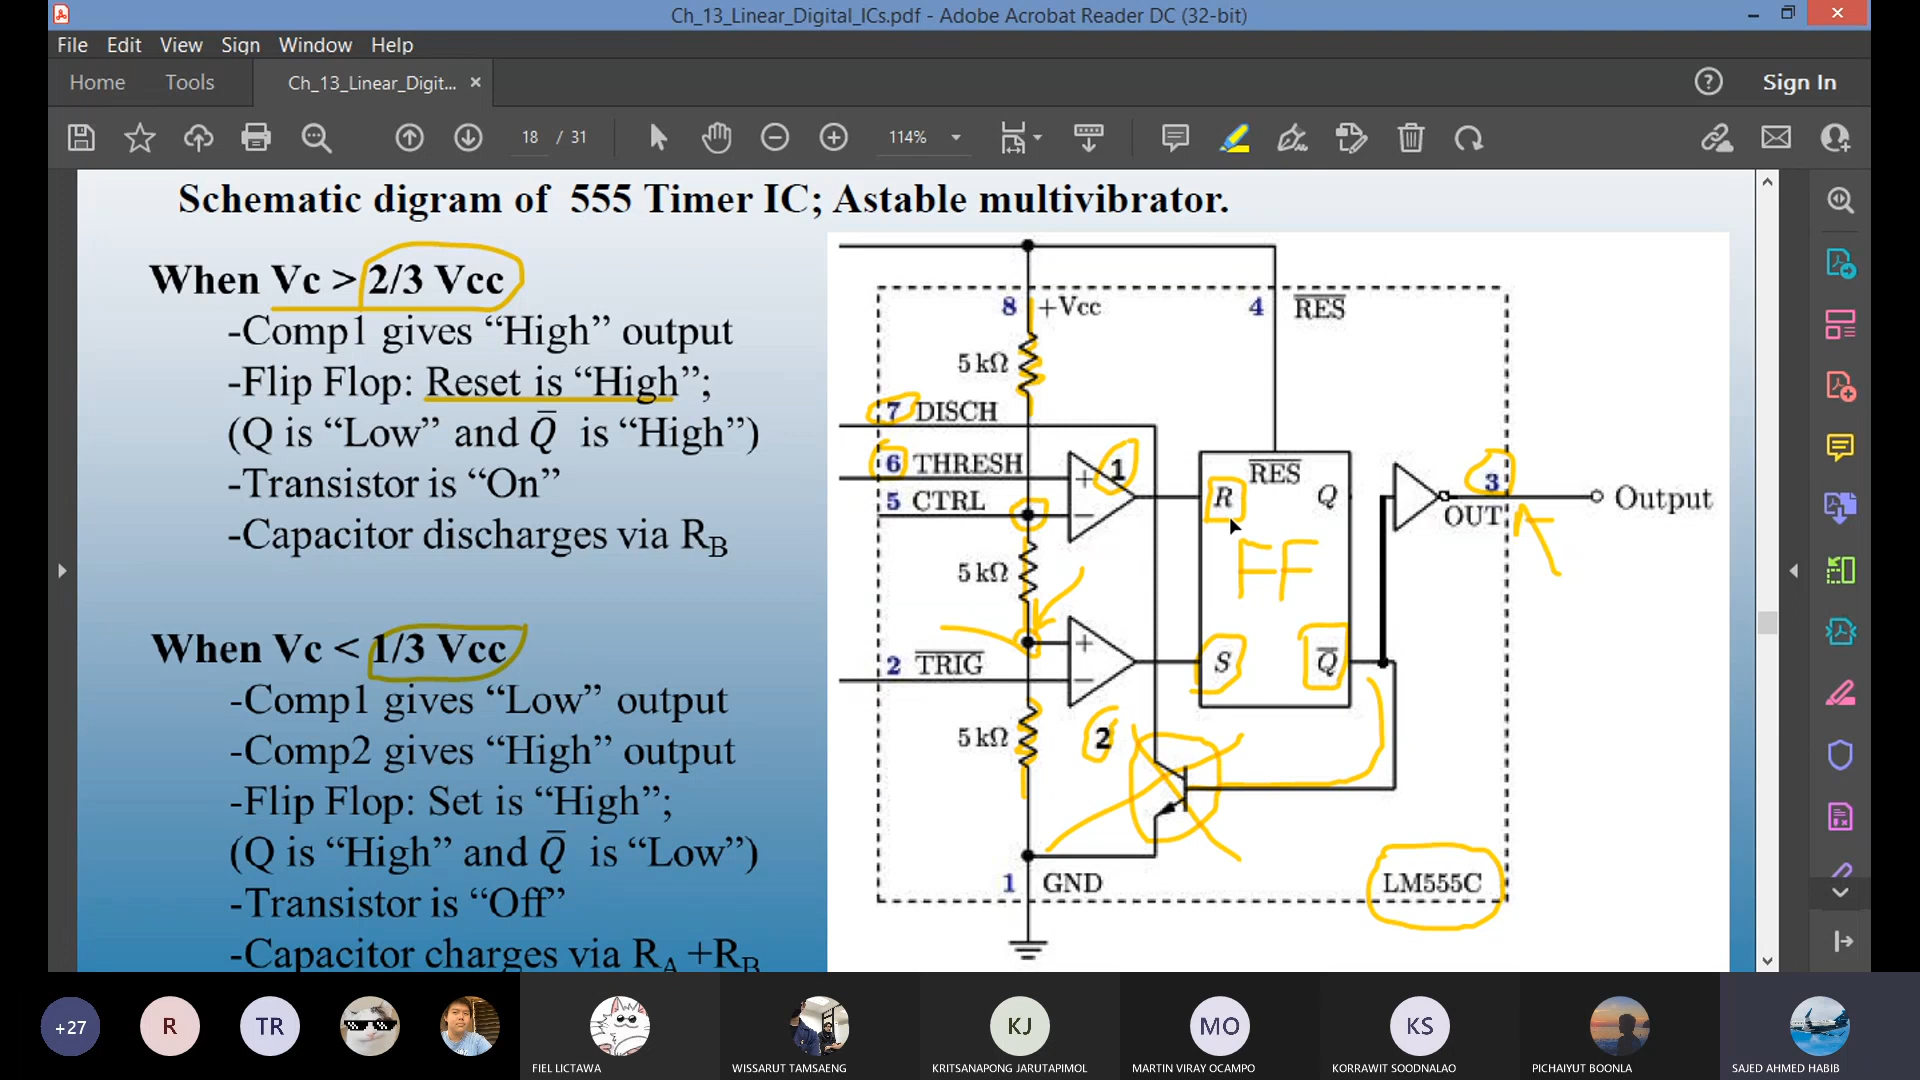 Ch_13_Linear_Digital_ICs.pdf - Adobe Acrobat Reader DC (32-bit)
File Edit View Sign Window Help
Home Tools Ch_13_Linear_Digit... × Sign In
18 / 31 114%
Schematic digram of 555 Timer IC; Astable multivibrator.
When Vc > 2/3 Vcc
-Comp1 gives “High” output
-Flip Flop: Reset is “High”;
(Q is “Low” and Q̅ is “High”)
-Transistor is “On”
-Capacitor discharges via R_B
When Vc < 1/3 Vcc
-Comp1 gives “Low” output
-Comp2 gives “High” output
-Flip Flop: Set is “High”;
(Q is “High” and Q̅ is “Low”)
-Transistor is “Off”
-Capacitor charges via R_A +R_B
8 +Vcc 4 R̅E̅S̅
5 kΩ
7 DISCH
6 THRESH 1 R̅E̅S̅ 3
5 CTRL + R Q Output
− OUT
FF
5 kΩ
+
2 T̅R̅I̅G̅ S Q̅
−
5 kΩ 2
1 GND LM555C
+27 R TR KJ MO KS
FIEL LICTAWA WISSARUT TAMSAENG KRITSANAPONG JARUTAPIMOL MARTIN VIRAY OCAMPO KORRAWIT SOODNALAO PICHAIYUT BOONLA SAJED AHMED HABIB